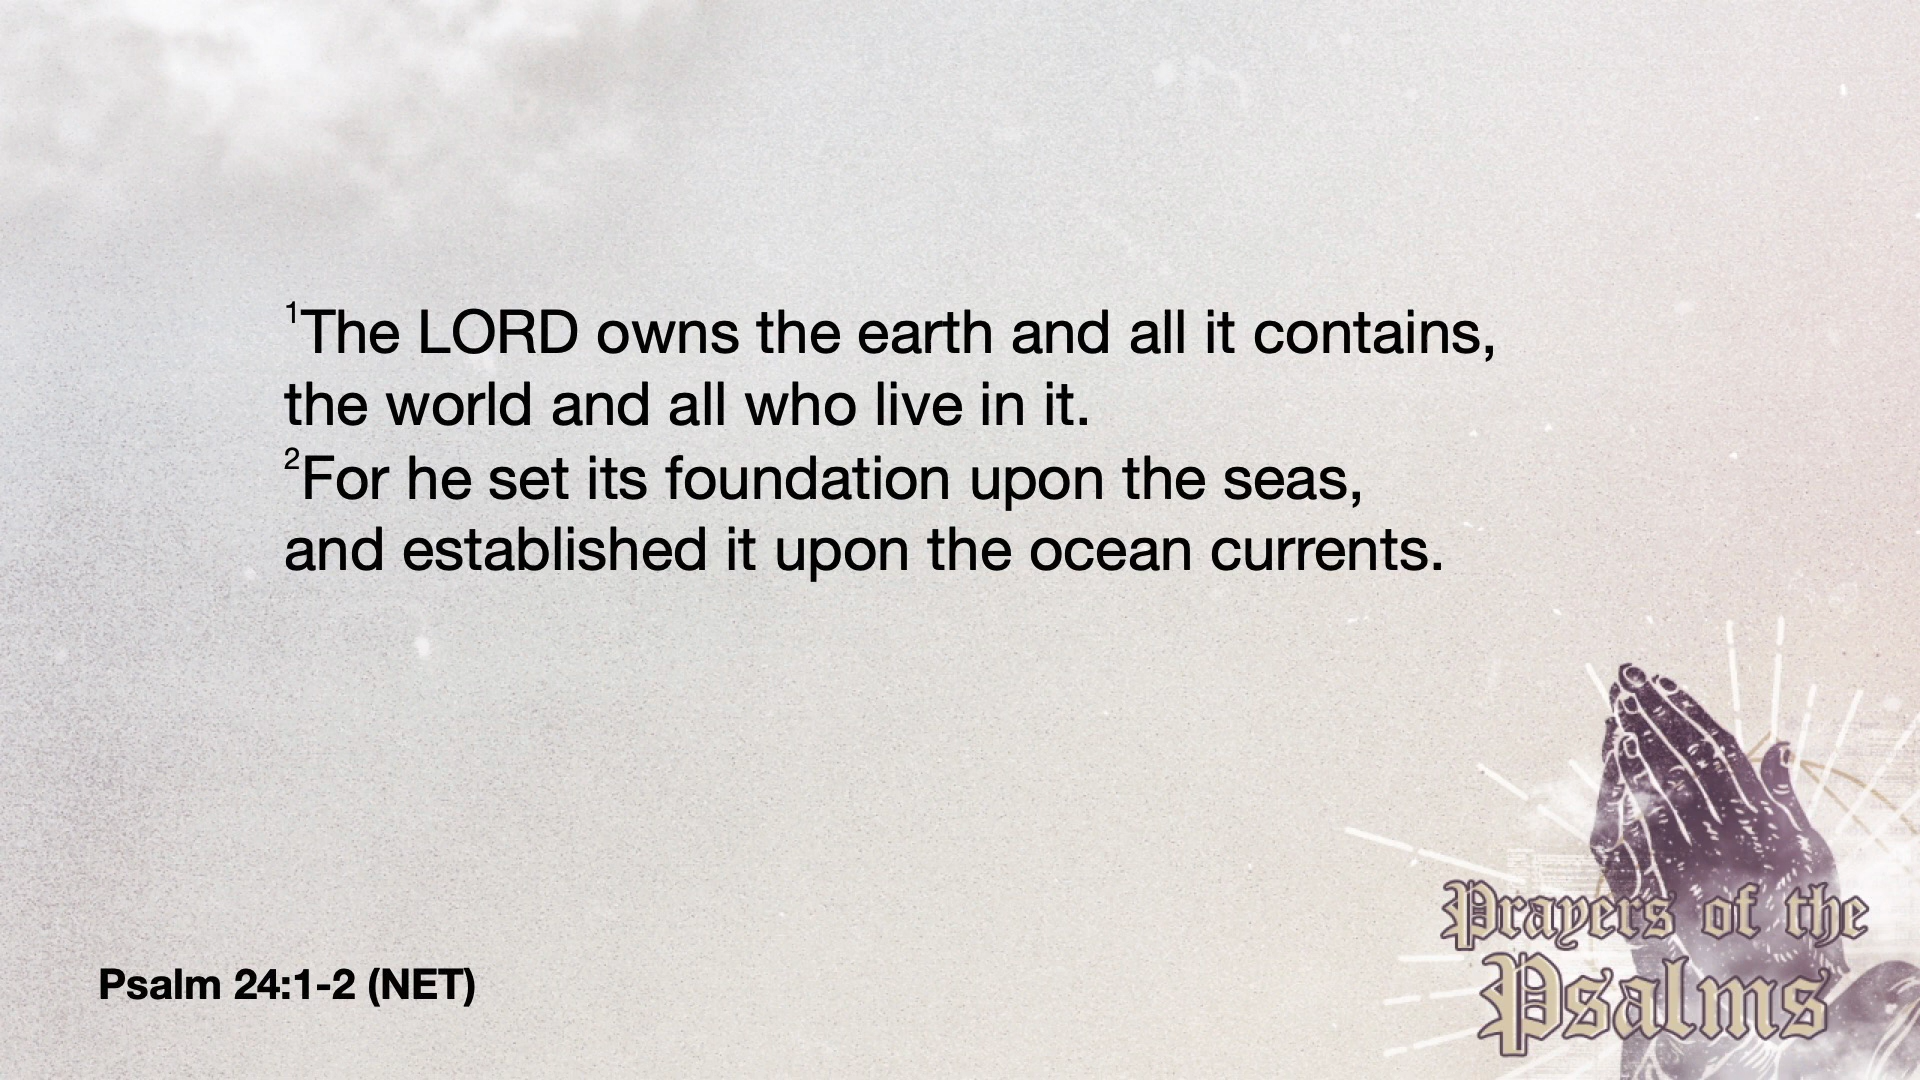 ¹The LORD owns the earth and all it contains,
the world and all who live in it.
²For he set its foundation upon the seas,
and established it upon the ocean currents.
Psalm 24:1-2 (NET)
Prayers of the
Psalms